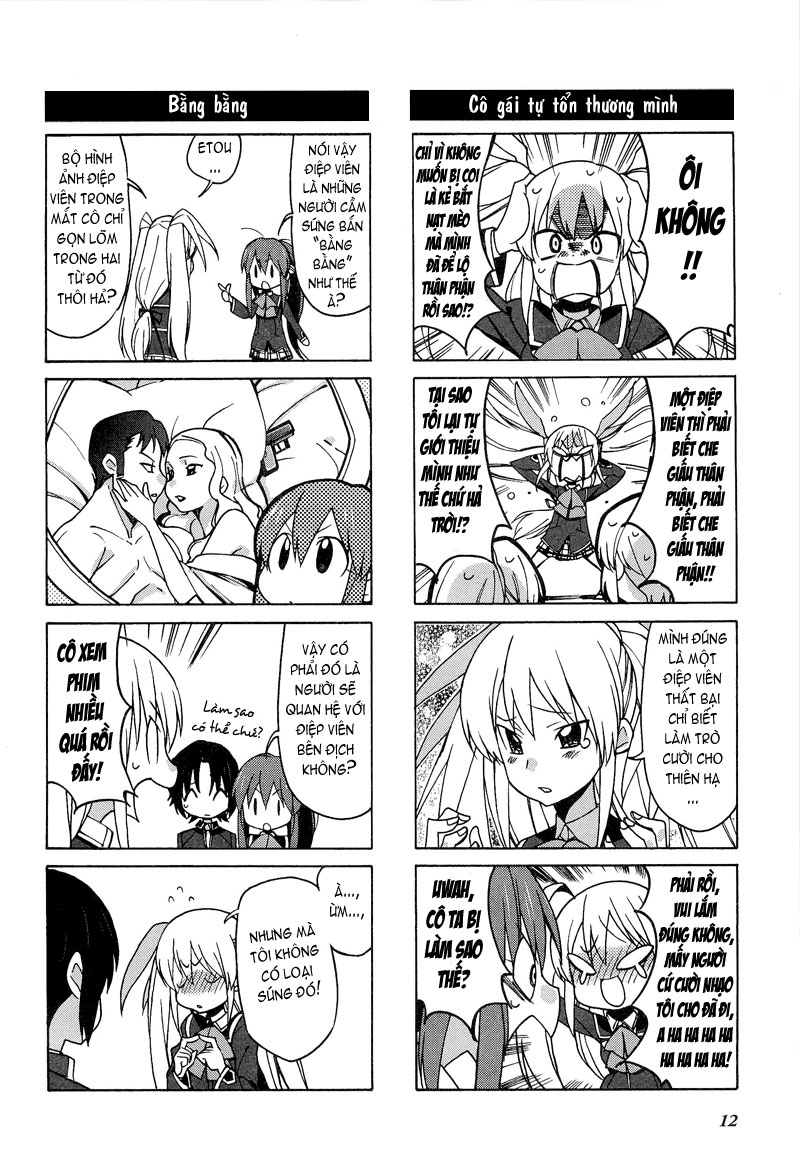 Cô gái tự tổn thương mình
ÔI
KHÔNG
!!
CHỈ VÌ KHÔNG
MUỐN BỊ COI
LÀ KẺ BẮT
NẠT MÈO
MÀ MÌNH
ĐÃ ĐỂ LỘ
THÂN PHẬN
RỒI SAO!?
MỘT ĐIỆP
VIÊN THÌ PHẢI
BIẾT CHE
GIẤU THÂN
PHẬN, PHẢI
BIẾT CHE
GIẤU THÂN
PHẬN!!
TẠI SAO
TÔI LẠI TỰ
GIỚI THIỆU
MÌNH NHƯ
THẾ CHỨ HẢ
TRỜI!?
MÌNH ĐÚNG
LÀ MỘT
ĐIỆP VIÊN
THẤT BẠI
CHỈ BIẾT
LÀM TRÒ
CƯỜI CHO
THIÊN HẠ
...
PHẢI RỒI,
VUI LẮM
ĐÚNG KHÔNG,
MẤY NGƯỜI
CỨ CƯỜI NHẠO
TÔI CHO ĐÃ ĐI,
A HA HA HA HA
HA HA HA HA!
UWAH,
CÔ TA BỊ
LÀM SAO
THẾ?
Bằng bằng
NÓI VẬY
ĐIỆP VIÊN
LÀ NHỮNG
NGƯỜI CẦM
SÚNG BẮN
"BẰNG
BẰNG"
NHƯ THẾ
À?
ETOU
...
BỘ HÌNH
ẢNH ĐIỆP
VIÊN TRONG
MẮT CÔ CHỈ
GỌN LỎM
TRONG HAI
TỪ ĐÓ
THÔI HẢ?
VẬY CÓ
PHẢI ĐÓ LÀ
NGƯỜI SẼ
QUAN HỆ VỚI
ĐIỆP VIÊN
BÊN ĐỊCH
KHÔNG?
Làm sao
có thể chứ?
CÔ XEM
PHIM
NHIỀU
QUÁ RỒI
ĐẤY!
À...,
ỪM...,
NHƯNG MÀ
TÔI KHÔNG
CÓ LOẠI
SÚNG ĐÓ!
12